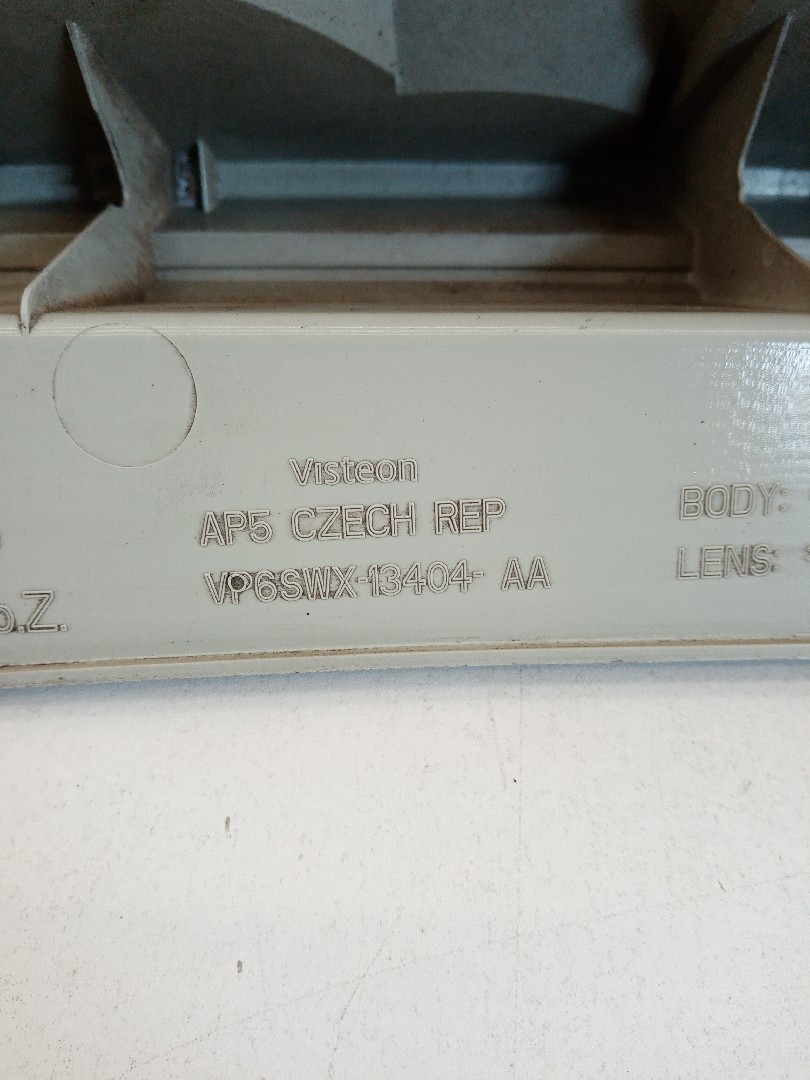 Visteon
AP5 CZECH REP
VP6SWX-13404- AA
BODY:
LENS:
o.Z.